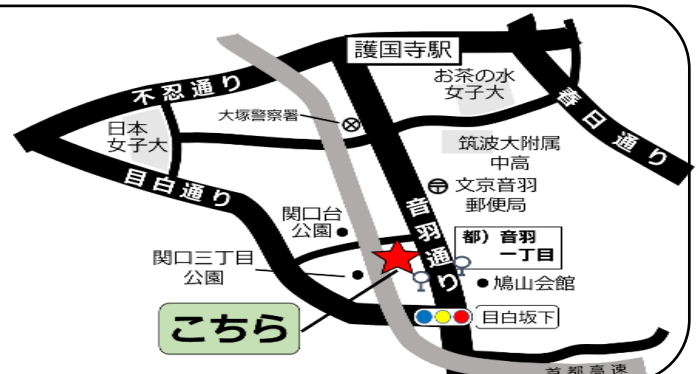 護国寺駅
お茶の水
女子大
不忍通り
大塚警察署
春日通り
日本
女子大
筑波大附属
中高
目白通り
文京音羽
郵便局
音羽通り
関口台
公園
都）音羽
一丁目
関口三丁目
公園
鳩山会館
こちら
目白坂下
首都高速